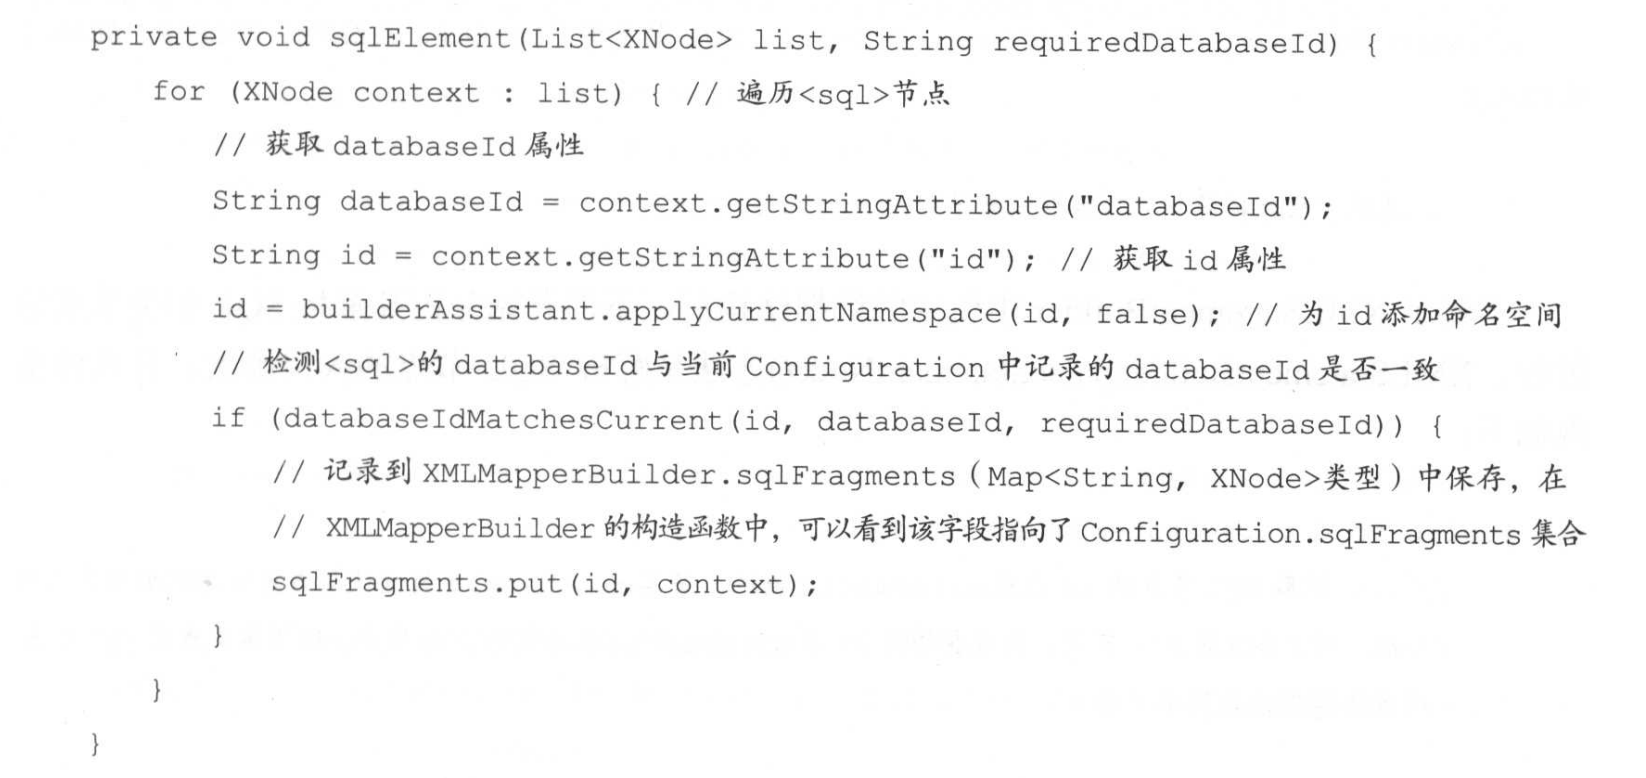 private void sqlElement(List<XNode> list, String requiredDatabaseId) {
for (XNode context : list) { // 遍历<sql>节点
// 获取 databaseId 属性
String databaseId = context.getStringAttribute("databaseId");
String id = context.getStringAttribute("id"); // 获取 id 属性
id = builderAssistant.applyCurrentNamespace(id, false); // 为 id 添加命名空间
// 检测<sql>的 databaseId 与当前 Configuration 中记录的 databaseId 是否一致
if (databaseIdMatchesCurrent(id, databaseId, requiredDatabaseId)) {
// 记录到 XMLMapperBuilder.sqlFragments（Map<String, XNode>类型）中保存，在
// XMLMapperBuilder 的构造函数中，可以看到该字段指向了 Configuration.sqlFragments 集合
sqlFragments.put(id, context);
}
}
}